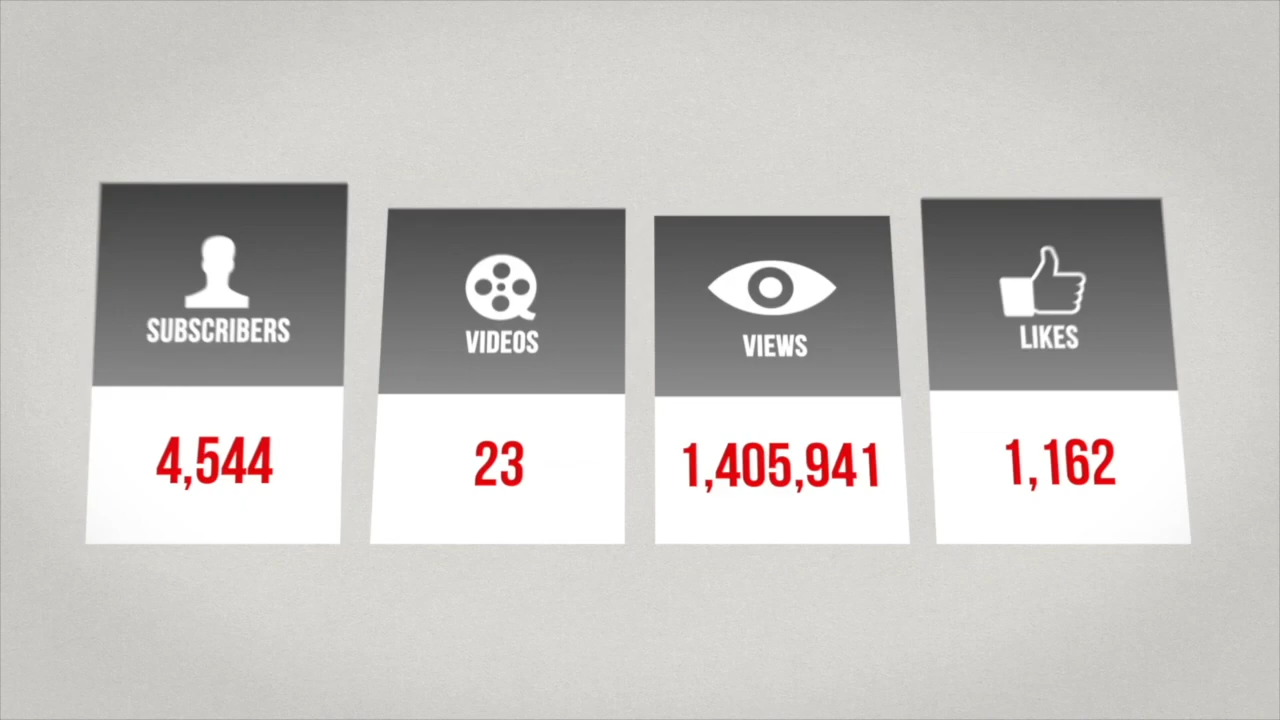 SUBSCRIBERS
4,544
VIDEOS
23
VIEWS
1,405,941
LIKES
1,162